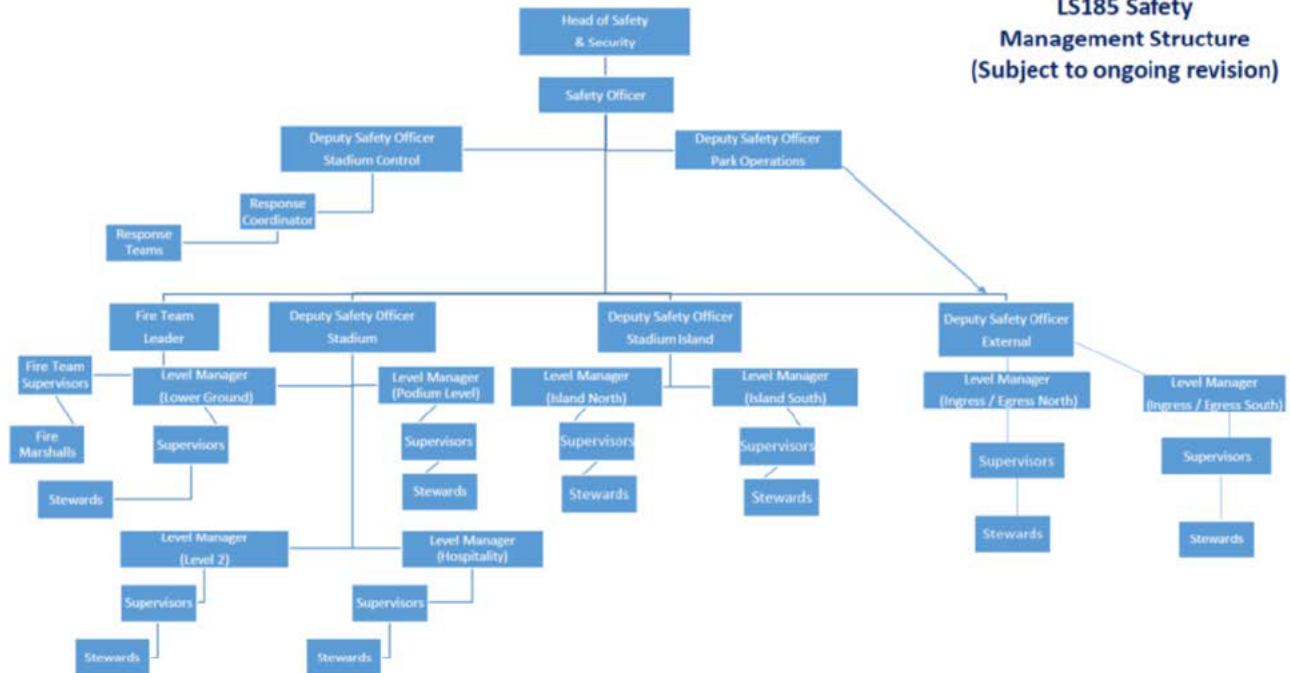 LS185 Safety
Management Structure
(Subject to ongoing revision)
Head of Safety
& Security
Safety Officer
Deputy Safety Officer
Stadium Control
Deputy Safety Officer
Park Operations
Response
Coordinator
Response
Teams
Fire Team
Leader
Deputy Safety Officer
Stadium
Deputy Safety Officer
Stadium Island
Deputy Safety Officer
External
Fire Team
Supervisors
Level Manager
(Lower Ground)
Level Manager
(Podium Level)
Level Manager
(Island North)
Level Manager
(Island South)
Level Manager
(Ingress / Egress North)
Level Manager
(Ingress / Egress South)
Fire
Marshalls
Supervisors
Supervisors
Supervisors
Supervisors
Supervisors
Supervisors
Stewards
Stewards
Stewards
Stewards
Stewards
Stewards
Level Manager
(Level 2)
Level Manager
(Hospitality)
Supervisors
Supervisors
Stewards
Stewards